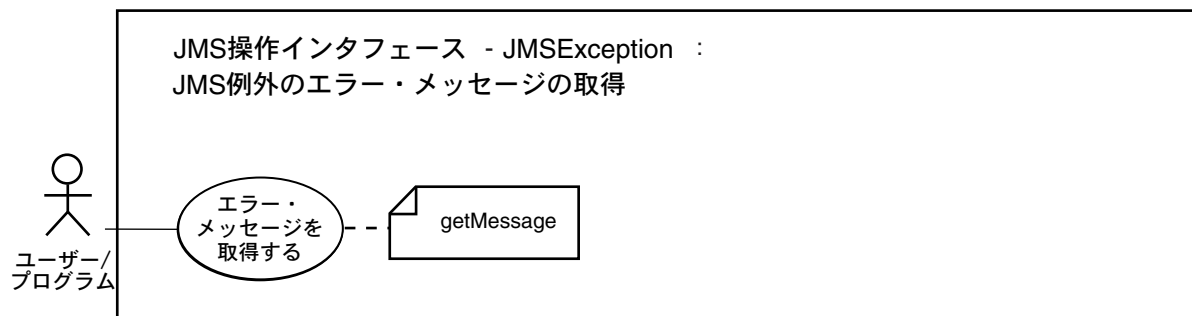 JMS操作インタフェース - JMSException :
JMS例外のエラー・メッセージの取得
エラー・
メッセージを
取得する
getMessage
ユーザー/
プログラム